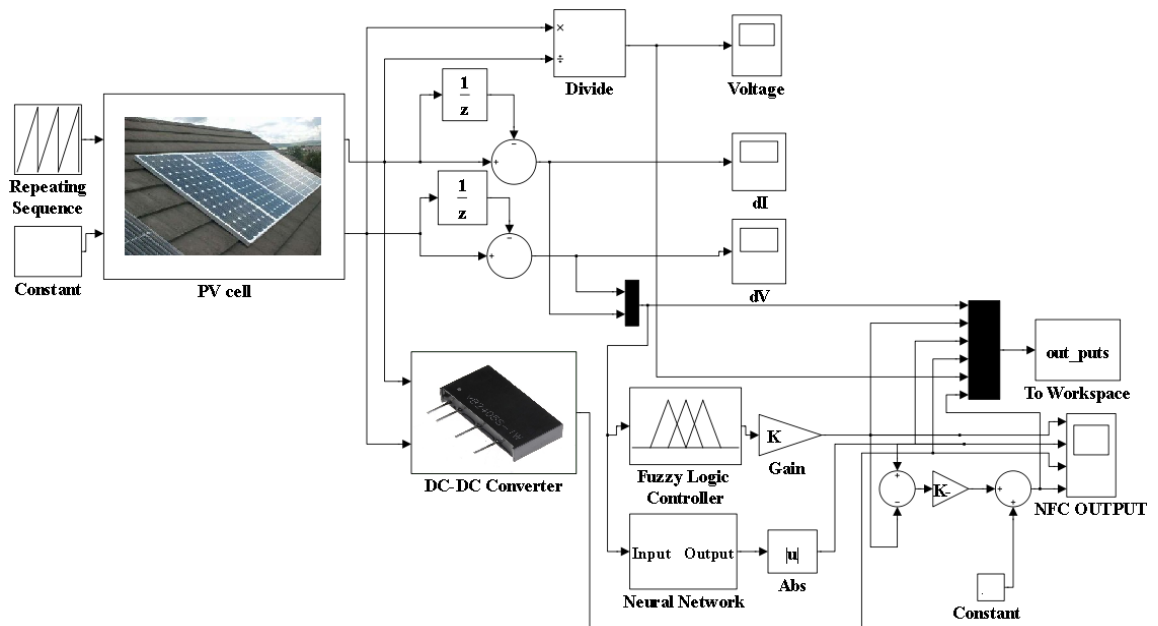 ×
÷
Divide
Voltage
1
z
−
+
dI
Repeating
Sequence
1
z
−
+
dV
Constant
PV cell
out_puts
To Workspace
DC-DC Converter
K
Gain
Fuzzy Logic
Controller
+
−
K-
+
+
NFC OUTPUT
Input Output
|u|
Abs
Neural Network
Constant